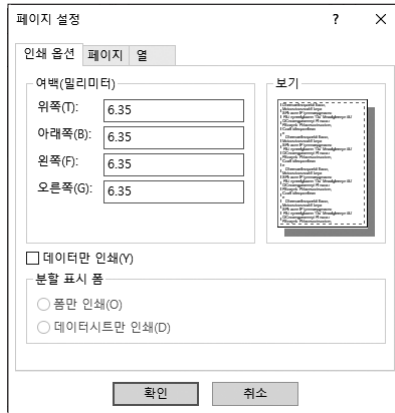 페이지 설정 ? ×
인쇄 옵션 페이지 열
여백(밀리미터)
위쪽(T): 6.35
아래쪽(B): 6.35
왼쪽(F): 6.35
오른쪽(G): 6.35
보기
데이터만 인쇄(Y)
분할 표시 폼
폼만 인쇄(O)
데이터시트만 인쇄(D)
확인 취소